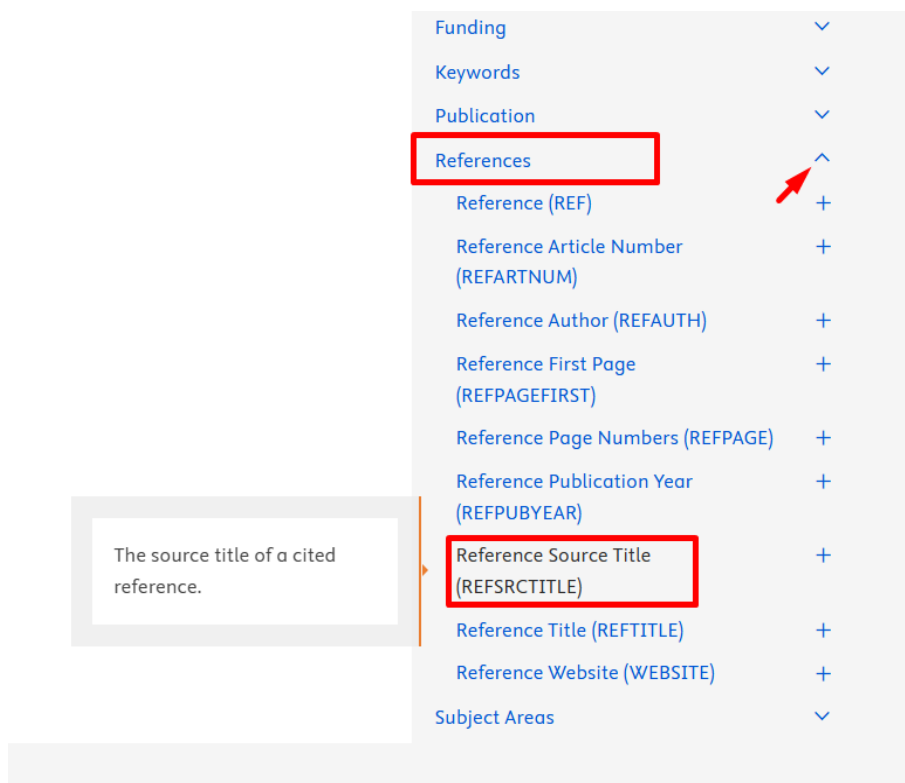 Funding
Keywords
Publication
References
Reference (REF)
Reference Article Number
(REFARTNUM)
Reference Author (REFAUTH)
Reference First Page
(REFPAGEFIRST)
Reference Page Numbers (REFPAGE)
Reference Publication Year
(REFPUBYEAR)
The source title of a cited
reference.
Reference Source Title
(REFSRCTITLE)
Reference Title (REFTITLE)
Reference Website (WEBSITE)
Subject Areas